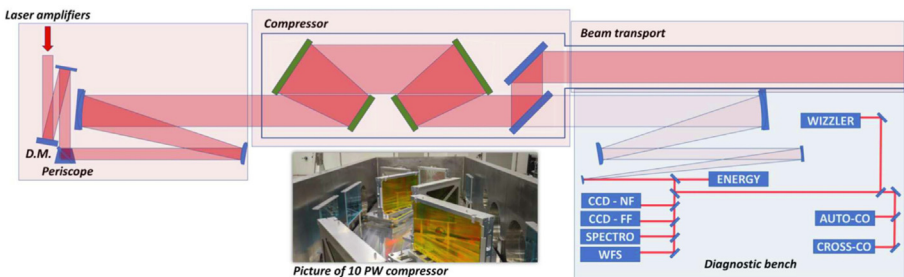 Laser amplifiers
Compressor
Beam transport
D.M.
Periscope
WIZZLER
ENERGY
CCD - NF
CCD - FF
SPECTRO
WFS
AUTO-CO
CROSS-CO
Picture of 10 PW compressor
Diagnostic bench